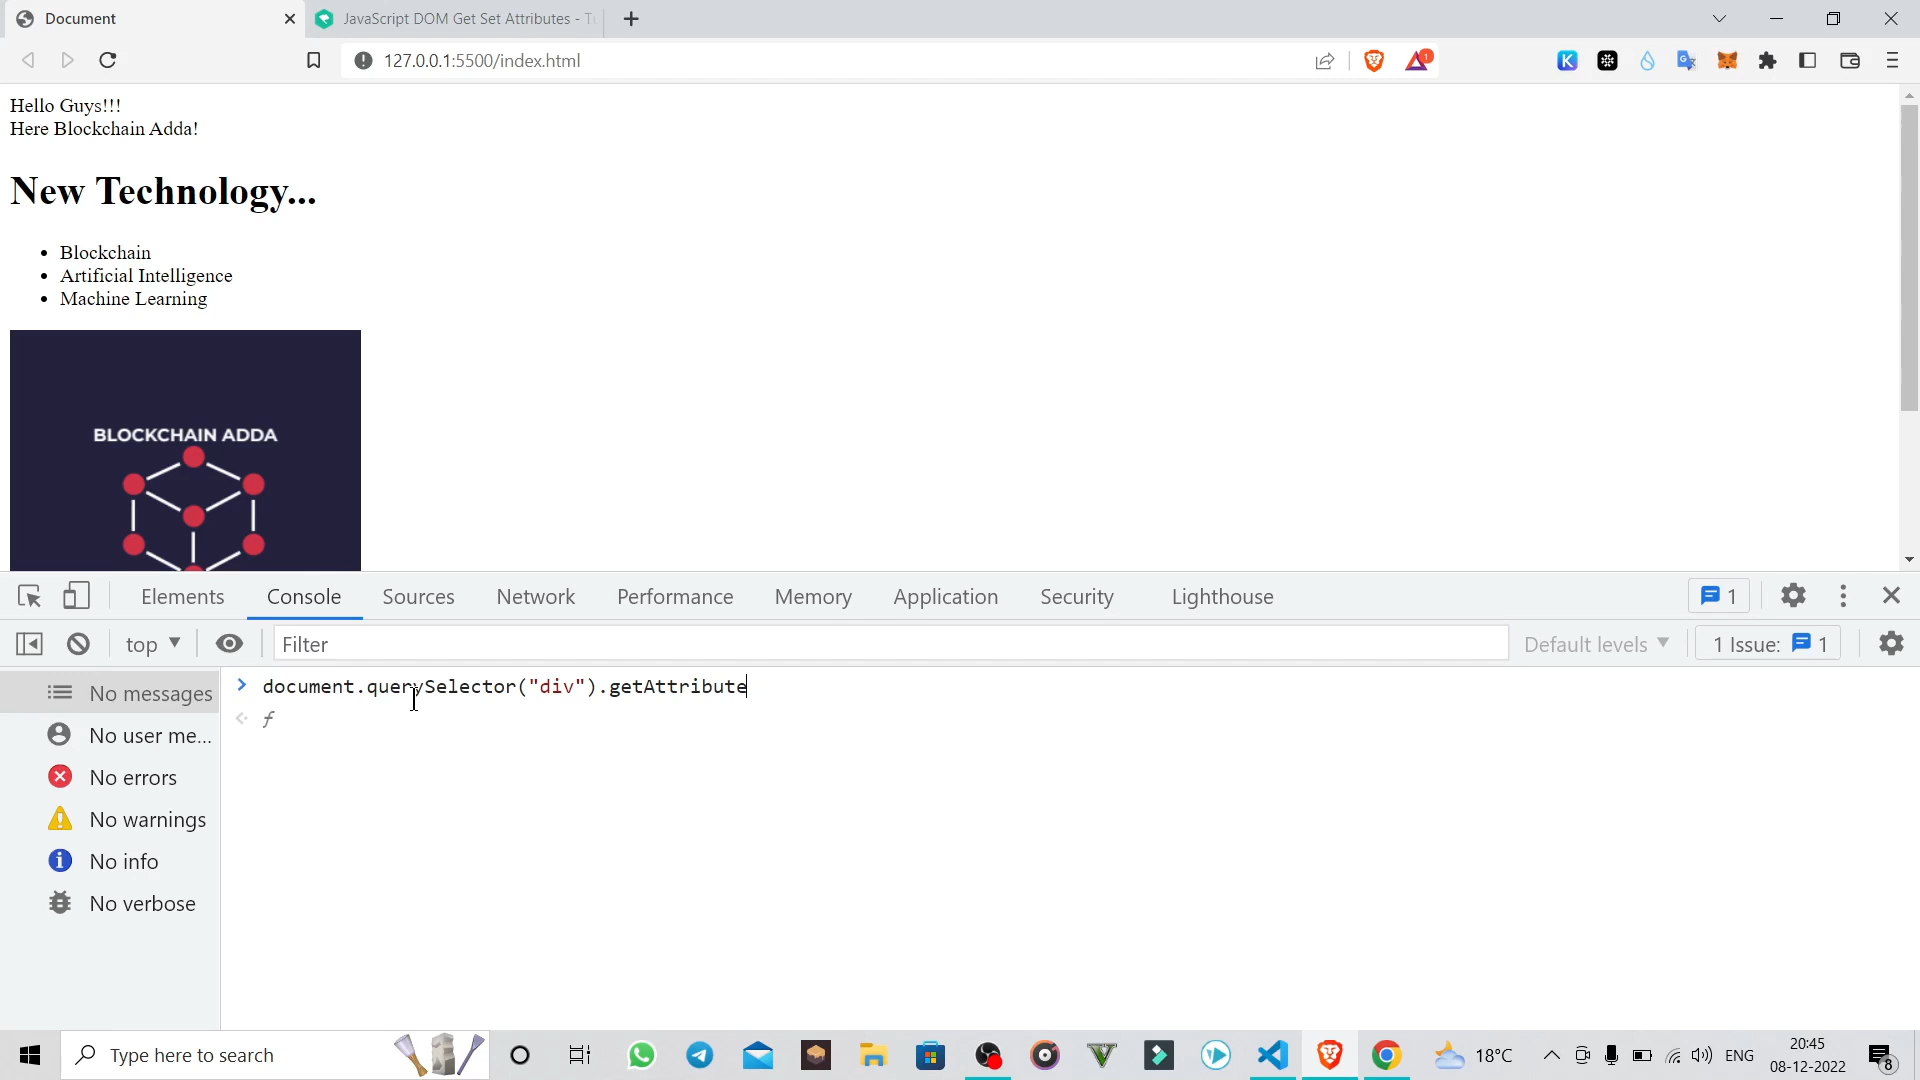 Document
JavaScript DOM Get Set Attributes - T
127.0.0.1:5500/index.html
1
K
Hello Guys!!!
Here Blockchain Adda!
New Technology...
Blockchain
Artificial Intelligence
Machine Learning
BLOCKCHAIN ADDA
Elements
Console
Sources
Network
Performance
Memory
Application
Security
Lighthouse
1
top
Filter
Default levels
1 Issue: 1
No messages
document.querySelector("div").getAttribute
f
No user me...
No errors
No warnings
No info
No verbose
Type here to search
18°C
ENG
20:45
08-12-2022
8